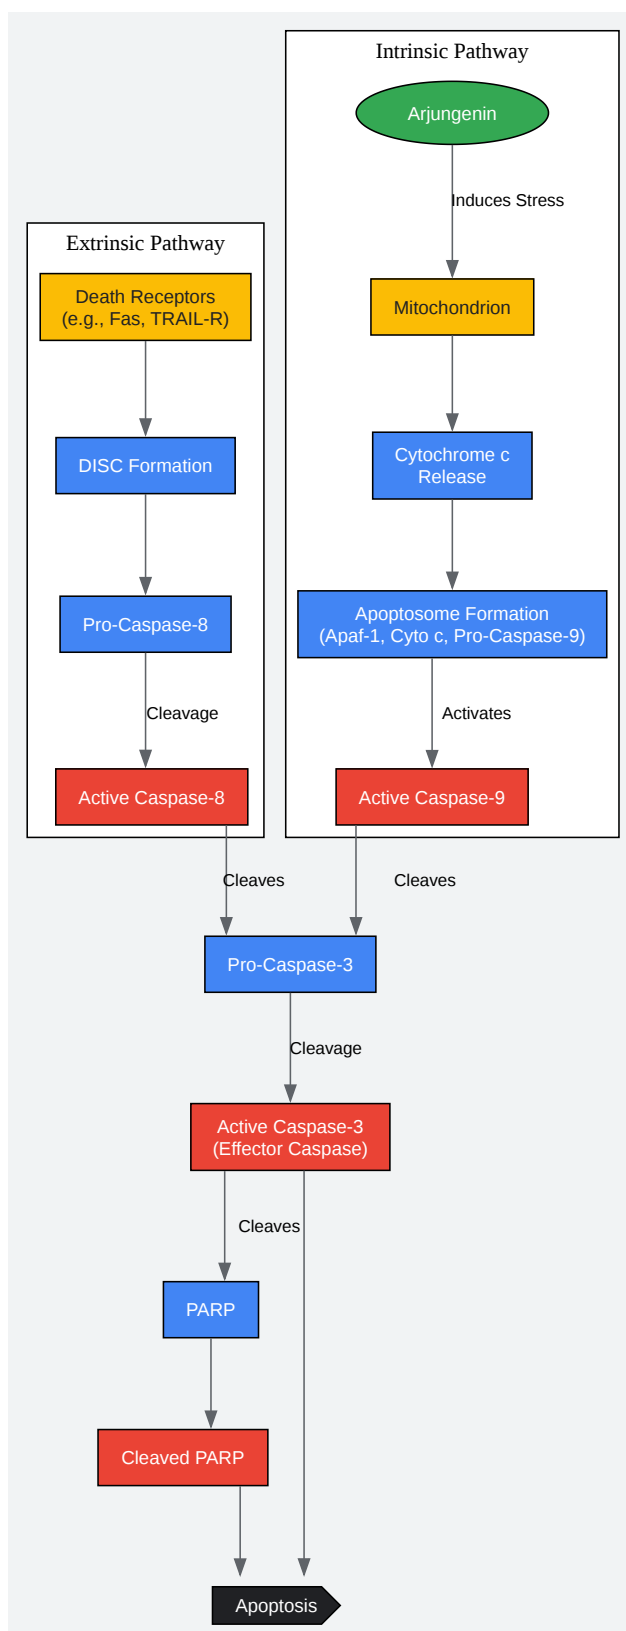 Intrinsic Pathway
Arjungenin
Induces Stress
Mitochondrion
Cytochrome c
Release
Apoptosome Formation
(Apaf-1, Cyto c, Pro-Caspase-9)
Activates
Active Caspase-9
Extrinsic Pathway
Death Receptors
(e.g., Fas, TRAIL-R)
DISC Formation
Pro-Caspase-8
Cleavage
Active Caspase-8
Cleaves
Cleaves
Pro-Caspase-3
Cleavage
Active Caspase-3
(Effector Caspase)
Cleaves
PARP
Cleaved PARP
Apoptosis